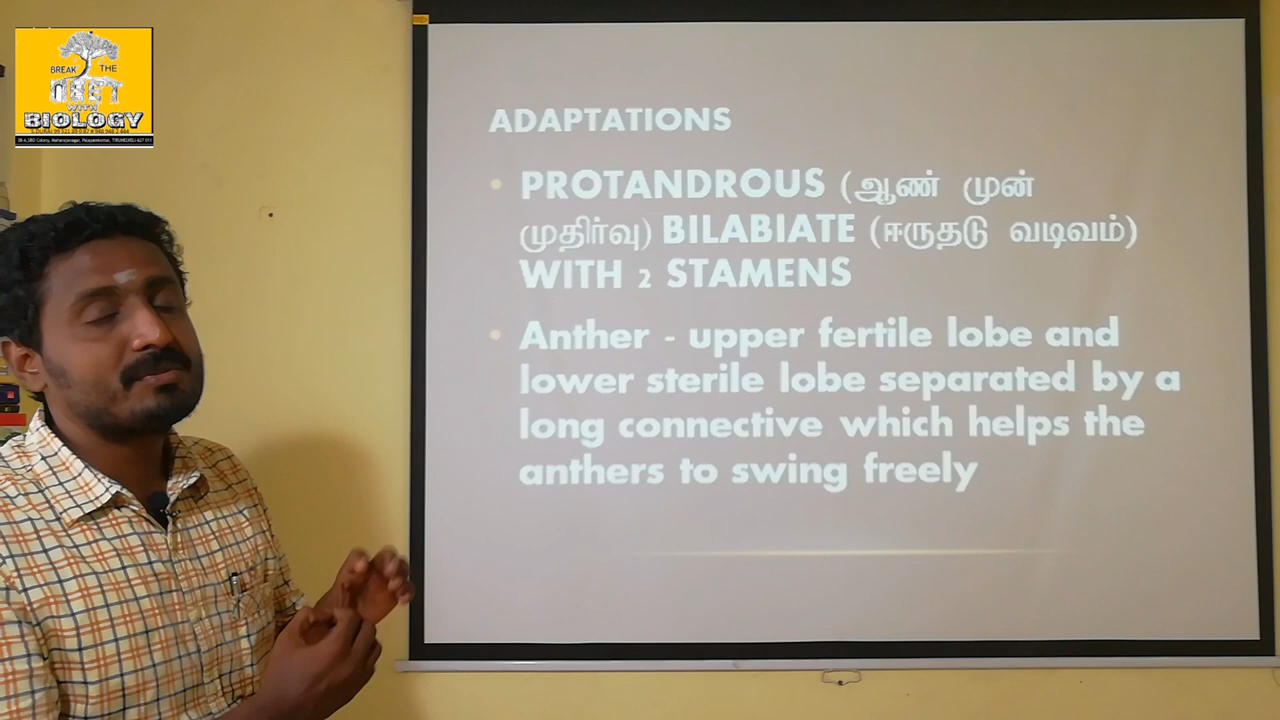 BREAK THE
NEET
WITH
BIOLOGY
ADAPTATIONS
• PROTANDROUS (ஆண் முன்
முதிர்வு) BILABIATE (ஈருதடு வடிவம்)
WITH 2 STAMENS
• Anther - upper fertile lobe and
lower sterile lobe separated by a
long connective which helps the
anthers to swing freely